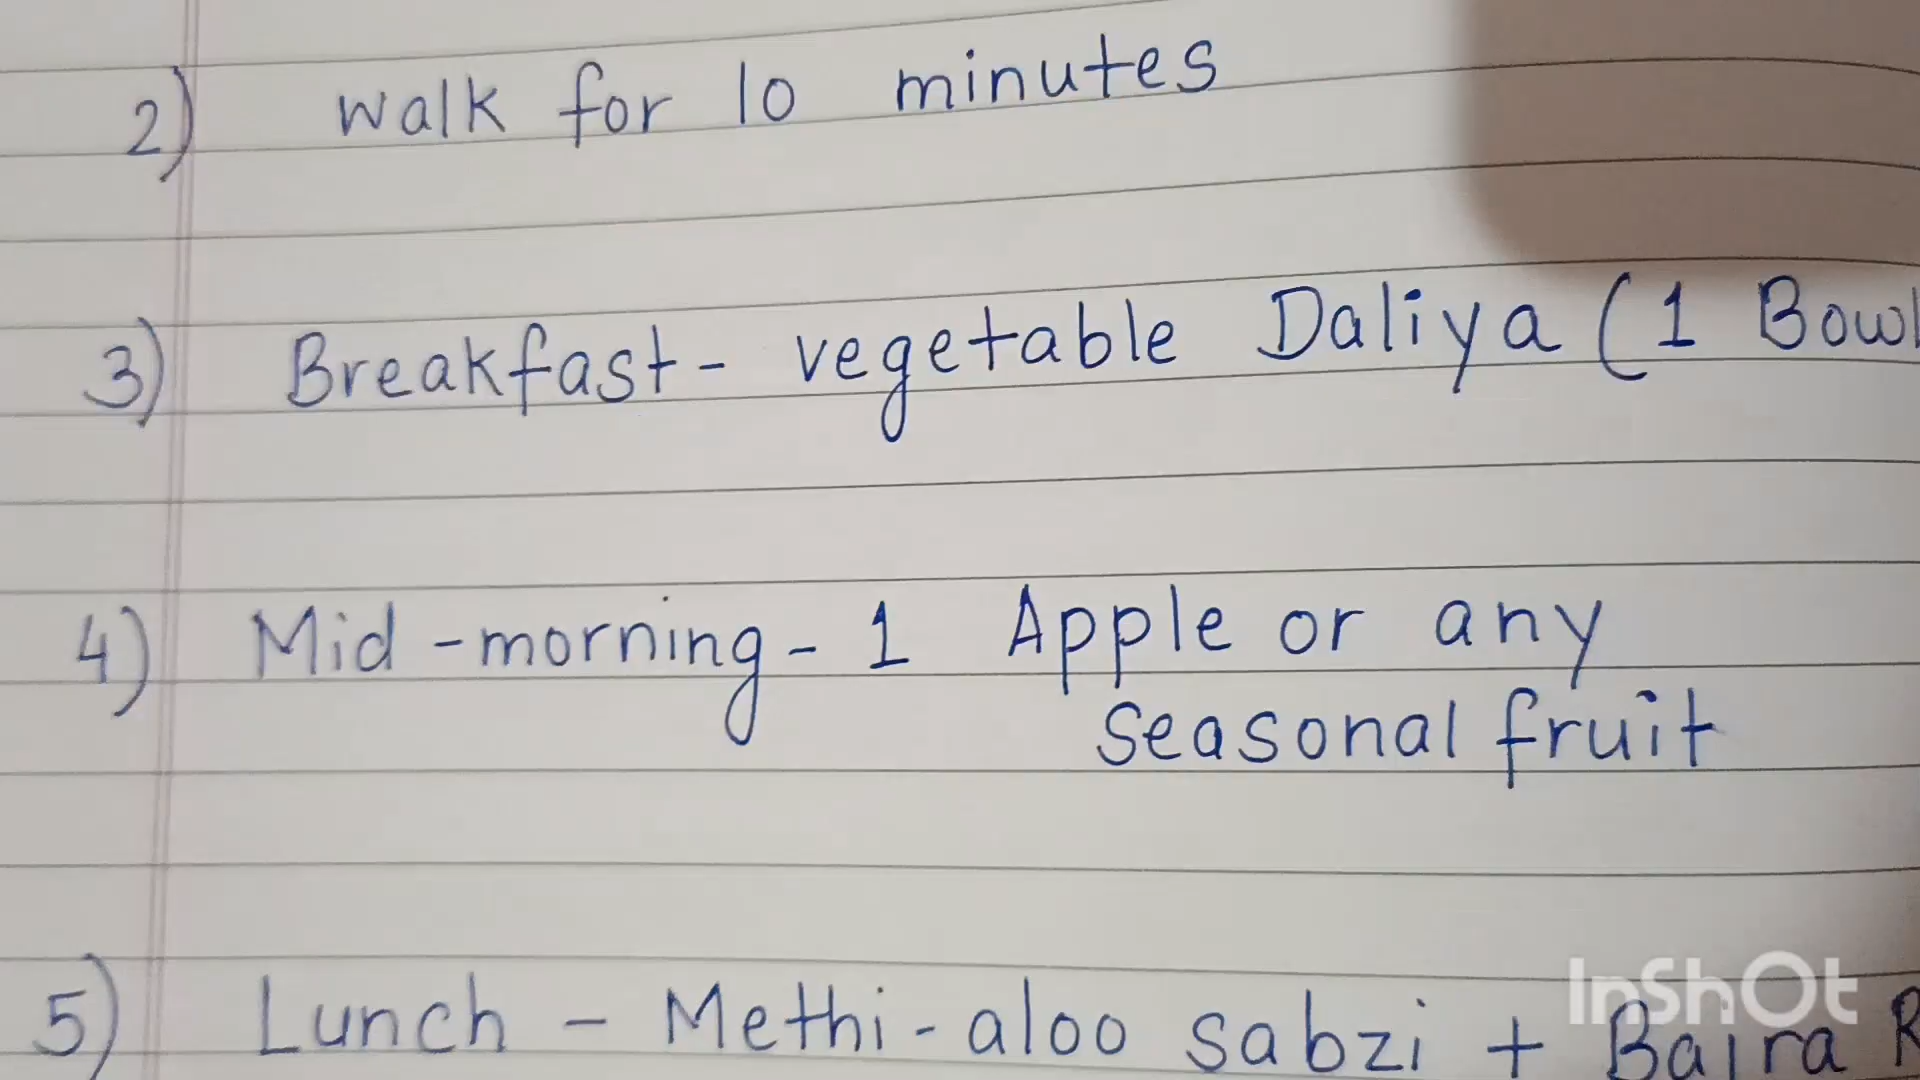 2) walk for 10 minutes
3) Breakfast - vegetable Daliya (1 Bowl
4) Mid-morning - 1 Apple or any
seasonal fruit
5) Lunch - Methi-aloo sabzi + Bajra R
InShOt